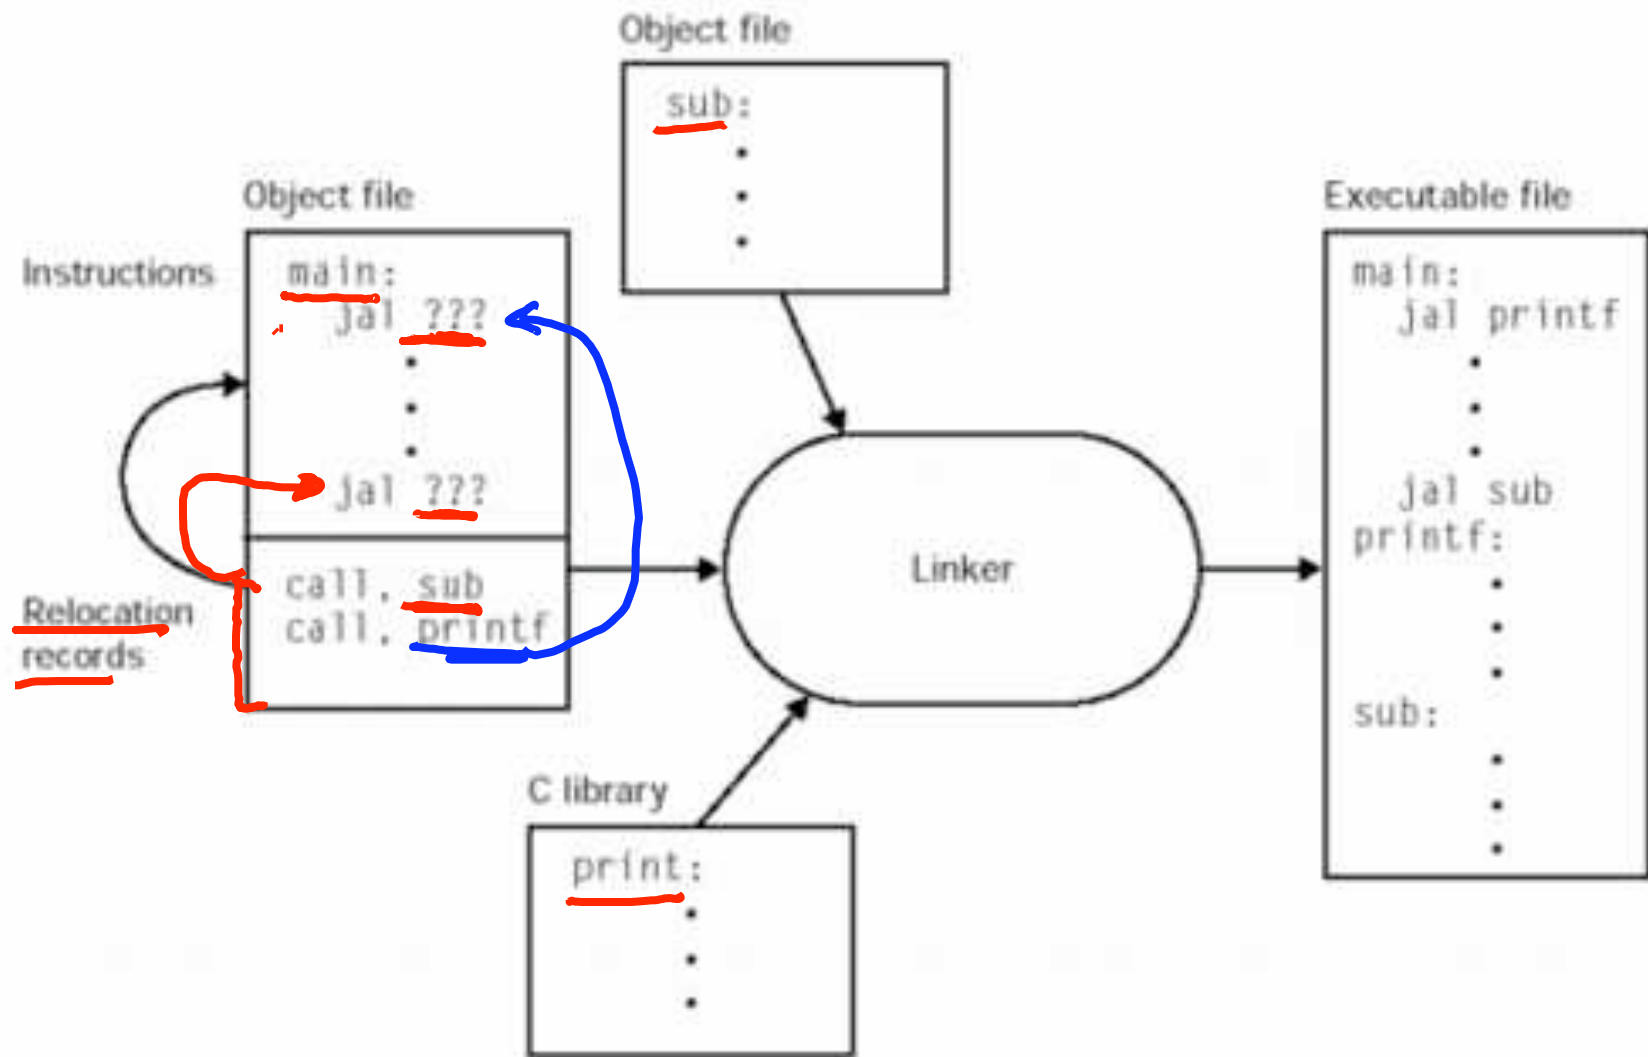 Object file
sub:
Object file
Instructions
main:
jal ???
jal ???
Relocation
records
call, sub
call, printf
Linker
C library
print:
Executable file
main:
jal printf
jal sub
printf:
sub: